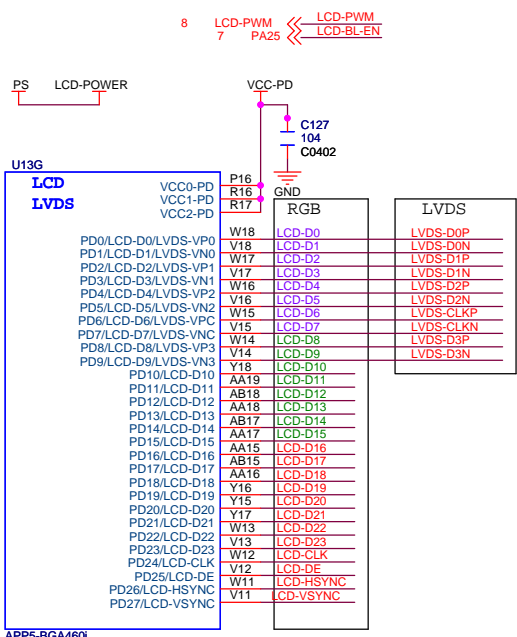 8 LCD-PWM LCD-PWM
7 PA25 LCD-BL-EN
PS LCD-POWER VCC-PD
C127
104
C0402
GND
U13G
LCD
LVDS
VCC0-PD P16
VCC1-PD R16
VCC2-PD R17
RGB LVDS
PD0/LCD-D0/LVDS-VP0 W18 LCD-D0 LVDS-D0P
PD1/LCD-D1/LVDS-VN0 V18 LCD-D1 LVDS-D0N
PD2/LCD-D2/LVDS-VP1 W17 LCD-D2 LVDS-D1P
PD3/LCD-D3/LVDS-VN1 V17 LCD-D3 LVDS-D1N
PD4/LCD-D4/LVDS-VP2 W16 LCD-D4 LVDS-D2P
PD5/LCD-D5/LVDS-VN2 V16 LCD-D5 LVDS-D2N
PD6/LCD-D6/LVDS-VPC W15 LCD-D6 LVDS-CLKP
PD7/LCD-D7/LVDS-VNC V15 LCD-D7 LVDS-CLKN
PD8/LCD-D8/LVDS-VP3 W14 LCD-D8 LVDS-D3P
PD9/LCD-D9/LVDS-VN3 V14 LCD-D9 LVDS-D3N
PD10/LCD-D10 Y18 LCD-D10
PD11/LCD-D11 AA19 LCD-D11
PD12/LCD-D12 AB18 LCD-D12
PD13/LCD-D13 AA18 LCD-D13
PD14/LCD-D14 AB17 LCD-D14
PD15/LCD-D15 AA17 LCD-D15
PD16/LCD-D16 AA15 LCD-D16
PD17/LCD-D17 AB15 LCD-D17
PD18/LCD-D18 AA16 LCD-D18
PD19/LCD-D19 Y16 LCD-D19
PD20/LCD-D20 Y15 LCD-D20
PD21/LCD-D21 Y17 LCD-D21
PD22/LCD-D22 W13 LCD-D22
PD23/LCD-D23 V13 LCD-D23
PD24/LCD-CLK W12 LCD-CLK
PD25/LCD-DE V12 LCD-DE
PD26/LCD-HSYNC W11 LCD-HSYNC
PD27/LCD-VSYNC V11 LCD-VSYNC